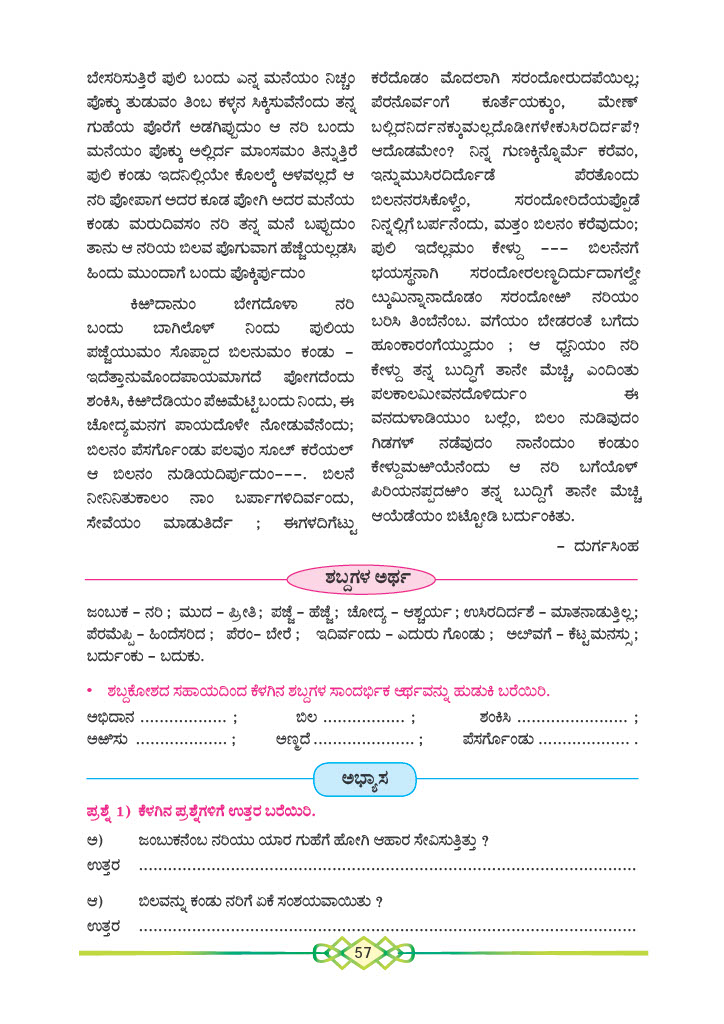 ಬೇಸರಿಸುತ್ತಿರೆ ಪುಲಿ ಬಂದು ಎನ್ನ ಮನೆಯಂ ನಿಚ್ಚಂ
ಪೊಕ್ಕು ತುಡುವಂ ತಿಂಬ ಕಳ್ಳನ ಸಿಕ್ಕಿಸುವೆನೆಂದು ತನ್ನ
ಗುಹೆಯ ಪೊರೆಗೆ ಅಡಗಿಪ್ಪುದುಂ ಆ ನರಿ ಬಂದು
ಮನೆಯಂ ಪೊಕ್ಕು ಅಲ್ಲಿರ್ದ ಮಾಂಸಮಂ ತಿನ್ನುತ್ತಿರೆ
ಪುಲಿ ಕಂಡು ಇದನಿಲ್ಲಿಯೇ ಕೊಲಲ್ಕೆ ಅಳವಲ್ಲದೆ ಆ
ನರಿ ಪೋಪಾಗ ಅದರ ಕೂಡ ಪೋಗಿ ಅದರ ಮನೆಯ
ಕಂಡು ಮರುದಿವಸಂ ನರಿ ತನ್ನ ಮನೆ ಬಪ್ಪುದುಂ
ತಾನು ಆ ನರಿಯ ಬಿಲವ ಪೊಗುವಾಗ ಹೆಜ್ಜೆಯಲ್ಲಡಸಿ
ಹಿಂದು ಮುಂದಾಗೆ ಬಂದು ಪೊಕ್ಕಿರ್ಪುದುಂ
ಕಿಱಿದಾನುಂ ಬೇಗದೊಳಾ ನರಿ
ಬಂದು ಬಾಗಿಲೊಳ್ ನಿಂದು ಪುಲಿಯ
ಪಜ್ಜೆಯುಮಂ ಸೊಪ್ಪಾದ ಬಿಲನುಮಂ ಕಂಡು –
ಇದೆತ್ತಾನುಮೊಂದಪಾಯಮಾಗದೆ ಪೋಗದೆಂದು
ಶಂಕಿಸಿ, ಕಿಱಿದೆಡಿಯಂ ಪೆಱಮೆಟ್ಟಿ ಬಂದು ನಿಂದು, ಈ
ಚೋದ್ಯಮನಗ ಪಾಯದೊಳೇ ನೋಡುವೆನೆಂದು;
ಬಿಲನಂ ಪೆಸರ್ಗೊಂಡು ಪಲವುಂ ಸೂೞ್ ಕರೆಯಲ್
ಆ ಬಿಲನಂ ನುಡಿಯದಿರ್ಪುದುಂ---. ಬಿಲನೆ
ನೀನಿನಿತುಕಾಲಂ ನಾಂ ಬರ್ಪಾಗಳಿದಿರ್ವಂದು,
ಸೇವೆಯಂ ಮಾಡುತಿರ್ದೆ ; ಈಗಳದಿಗೆಟ್ಟು
ಕರೆದೊಡಂ ಮೊದಲಾಗಿ ಸರಂದೋರುದಪೆಯಿಲ್ಲ;
ಪೆರನೊರ್ವಂಗೆ ಕೂರ್ತೆಯಕ್ಕುಂ, ಮೇಣ್
ಬಲ್ಲಿದನಿರ್ದನಕ್ಕುಮಲ್ಲದೊಡೀಗಳೇಕುಸಿರದಿರ್ದಪೆ?
ಆದೊಡಮೇಂ? ನಿನ್ನ ಗುಣಕ್ಕಿನ್ನೊರ್ಮೆ ಕರೆವಂ,
ಇನ್ನುಮುಸಿರದಿರ್ದೊಡೆ ಪೆರತೊಂದು
ಬಿಲನನರಸಿಕೊಳ್ವೆಂ, ಸರಂದೋರಿದೆಯಪ್ಪೊಡೆ
ನಿನ್ನಲ್ಲಿಗೆ ಬರ್ಪನೆಂದು, ಮತ್ತಂ ಬಿಲನಂ ಕರೆವುದುಂ;
ಪುಲಿ ಇದೆಲ್ಲಮಂ ಕೇಳ್ದು --- ಬಿಲನೆನಗೆ
ಭಯಸ್ಥನಾಗಿ ಸರಂದೋರಲಣ್ಮದಿರ್ದುದಾಗಲ್ವೇ
ೞ್ಕುಮಿನ್ನಾನಾದೊಡಂ ಸರಂದೋಱಿ ನರಿಯಂ
ಬರಿಸಿ ತಿಂಬೆನೆಂಬ. ವಗೆಯಂ ಬೇಡರಂತೆ ಬಗೆದು
ಹೂಂಕಾರಂಗೆಯ್ವುದುಂ ; ಆ ಧ್ವನಿಯಂ ನರಿ
ಕೇಳ್ದು ತನ್ನ ಬುದ್ಧಿಗೆ ತಾನೇ ಮೆಚ್ಚಿ, ಎಂದಿಂತು
ಪಲಕಾಲಮೀವನದೊಳಿರ್ದುಂ ಈ
ವನದುಳಾಡಿಯುಂ ಬಲ್ಲೆಂ, ಬಿಲಂ ನುಡಿವುದಂ
ಗಿಡಗಳ್ ನಡೆವುದಂ ನಾನೆಂದುಂ ಕಂಡುಂ
ಕೇಳ್ದುಮಱಿಯೆನೆಂದು ಆ ನರಿ ಬಗೆಯೊಳ್
ಪಿರಿಯನಪ್ಪದಱಿಂ ತನ್ನ ಬುದ್ದಿಗೆ ತಾನೇ ಮೆಚ್ಚಿ
ಆಯೆಡೆಯಂ ಬಿಟ್ಟೋಡಿ ಬರ್ದುಂಕಿತು.
– ದುರ್ಗಸಿಂಹ
ಶಬ್ದಗಳ ಅರ್ಥ
ಜಂಬುಕ – ನರಿ ; ಮುದ – ಪ್ರೀತಿ; ಪಜ್ಜೆ – ಹೆಜ್ಜೆ; ಚೋದ್ಯ – ಆಶ್ಚರ್ಯ ; ಉಸಿರದಿರ್ದಶೆ – ಮಾತನಾಡುತ್ತಿಲ್ಲ;
ಪೆರಮೆಪ್ಪಿ – ಹಿಂದೆಸರಿದ ; ಪೆರಂ– ಬೇರೆ ; ಇದಿರ್ವಂದು – ಎದುರು ಗೊಂಡು ; ಅೞಿವಗೆ – ಕೆಟ್ಟಮನಸ್ಸು ;
ಬರ್ದುಂಕು – ಬದುಕು.
• ಶಬ್ದಕೋಶದ ಸಹಾಯದಿಂದ ಕೆಳಗಿನ ಶಬ್ದಗಳ ಸಾಂದರ್ಭಿಕ ಅರ್ಥವನ್ನು ಹುಡುಕಿ ಬರೆಯಿರಿ.
ಅಭಿದಾನ .................. ; ಬಿಲ ................. ; ಶಂಕಿಸಿ ....................... ;
ಅಱಿಸು ................... ; ಅಣ್ಮದೆ ..................... ; ಪೆಸರ್ಗೊಂಡು ................... .
ಅಭ್ಯಾಸ
ಪ್ರಶ್ನೆ 1) ಕೆಳಗಿನ ಪ್ರಶ್ನೆಗಳಿಗೆ ಉತ್ತರ ಬರೆಯಿರಿ.
ಅ) ಜಂಬುಕನೆಂಬ ನರಿಯು ಯಾರ ಗುಹೆಗೆ ಹೋಗಿ ಆಹಾರ ಸೇವಿಸುತ್ತಿತ್ತು ?
ಉತ್ತರ ........................................................................................................
ಆ) ಬಿಲವನ್ನು ಕಂಡು ನರಿಗೆ ಏಕೆ ಸಂಶಯವಾಯಿತು ?
ಉತ್ತರ ........................................................................................................
57